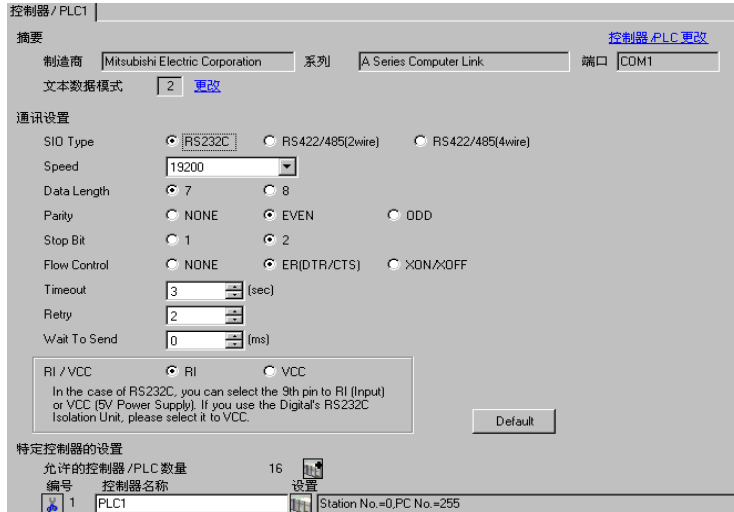 控制器/PLC1
摘要 控制器/PLC更改
制造商 Mitsubishi Electric Corporation 系列 A Series Computer Link 端口 COM1
文本数据模式 2 更改
通讯设置
SIO Type RS232C RS422/485(2wire) RS422/485(4wire)
Speed 19200
Data Length 7 8
Parity NONE EVEN ODD
Stop Bit 1 2
Flow Control NONE ER(DTR/CTS) XON/XOFF
Timeout 3 (sec)
Retry 2
Wait To Send 0 (ms)
RI / VCC RI VCC
In the case of RS232C, you can select the 9th pin to RI (Input)
or VCC (5V Power Supply). If you use the Digital's RS232C
Isolation Unit, please select it to VCC.
Default
特定控制器的设置
允许的控制器/PLC数量 16
编号 控制器名称 设置
1 PLC1 Station No.=0,PC No.=255